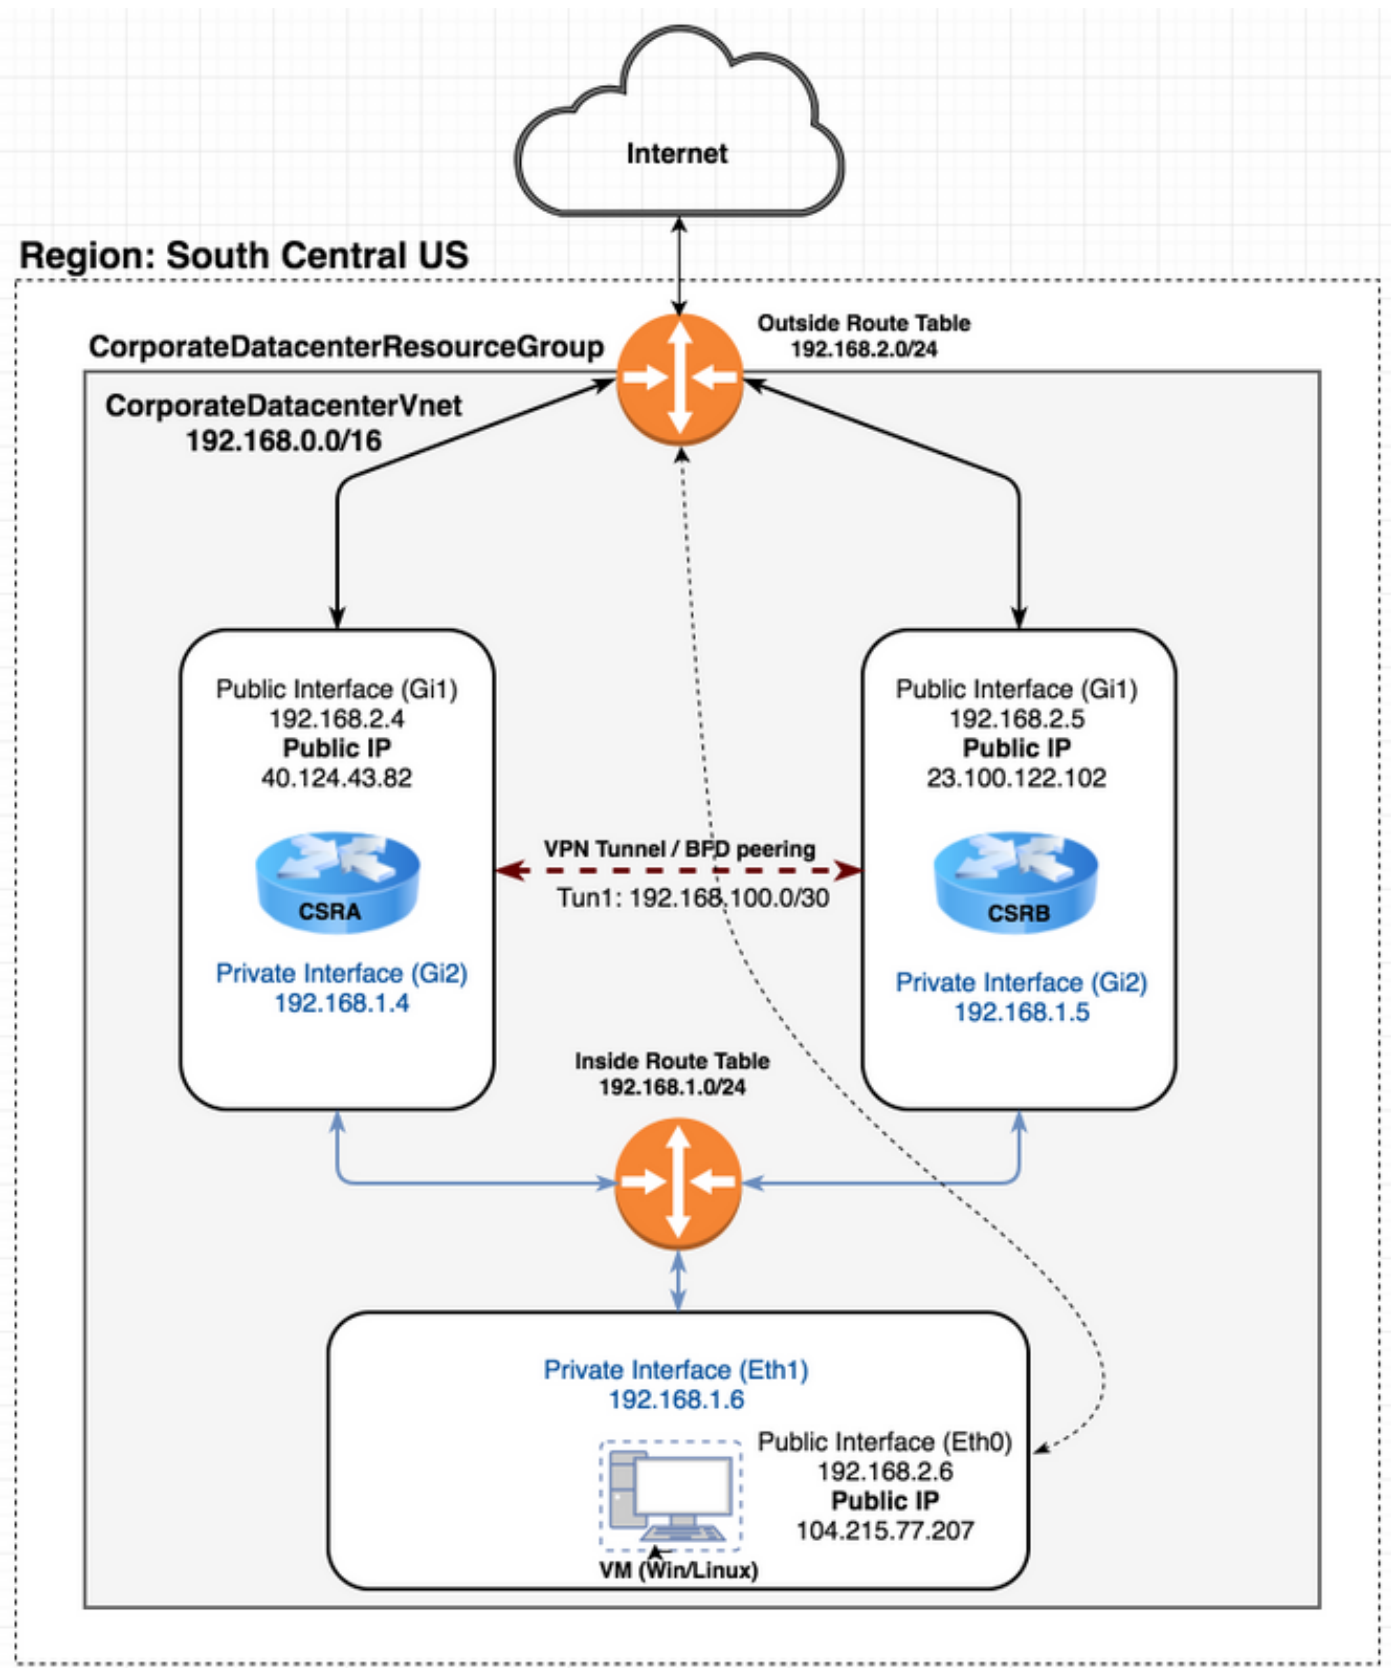 Internet
Region: South Central US
Outside Route Table
192.168.2.0/24
CorporateDatacenterResourceGroup
CorporateDatacenterVnet
192.168.0.0/16
Public Interface (Gi1)
192.168.2.4
Public IP
40.124.43.82
CSRA
Private Interface (Gi2)
192.168.1.4
VPN Tunnel / BFD peering
Tun1: 192.168.100.0/30
Public Interface (Gi1)
192.168.2.5
Public IP
23.100.122.102
CSRB
Private Interface (Gi2)
192.168.1.5
Inside Route Table
192.168.1.0/24
Private Interface (Eth1)
192.168.1.6
Public Interface (Eth0)
192.168.2.6
Public IP
104.215.77.207
VM (Win/Linux)